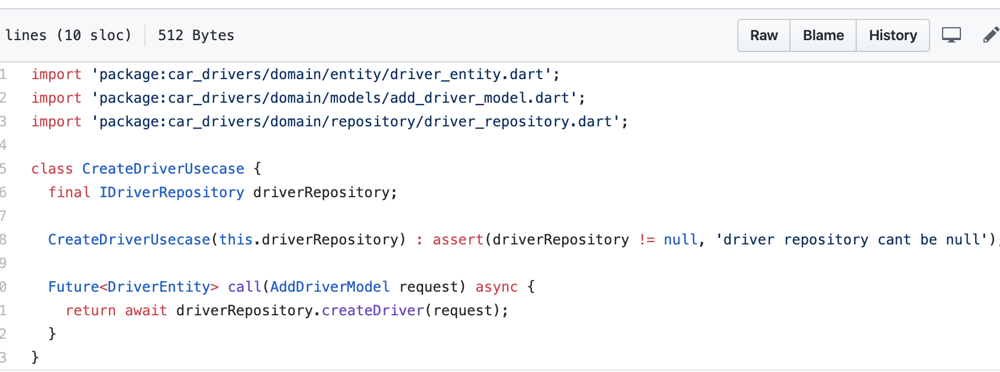 lines (10 sloc) 512 Bytes Raw Blame History
1 import 'package:car_drivers/domain/entity/driver_entity.dart';
2 import 'package:car_drivers/domain/models/add_driver_model.dart';
3 import 'package:car_drivers/domain/repository/driver_repository.dart';
4
5 class CreateDriverUsecase {
6 final IDriverRepository driverRepository;
7
8 CreateDriverUsecase(this.driverRepository) : assert(driverRepository != null, 'driver repository cant be null');
9
0 Future<DriverEntity> call(AddDriverModel request) async {
1 return await driverRepository.createDriver(request);
2 }
3 }